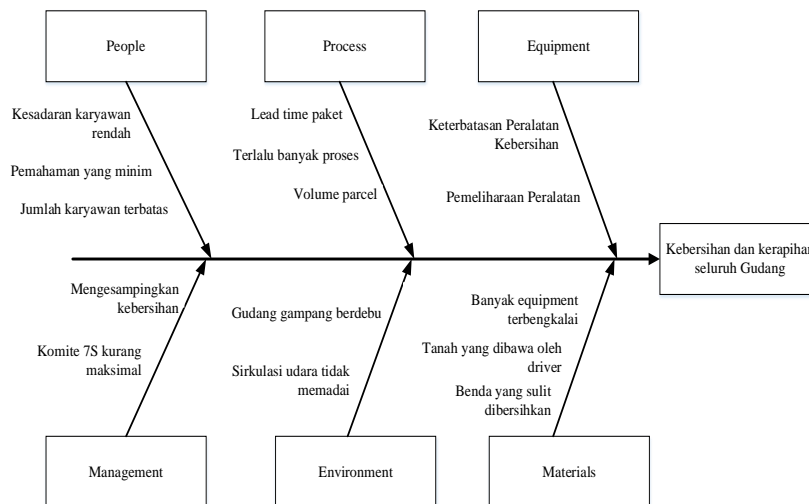 People
Process
Equipment
Kesadaran karyawan
rendah
Pemahaman yang minim
Jumlah karyawan terbatas
Lead time paket
Terlalu banyak proses
Volume parcel
Keterbatasan Peralatan
Kebersihan
Pemeliharaan Peralatan
Kebersihan dan kerapihan
seluruh Gudang
Mengesampingkan
kebersihan
Komite 7S kurang
maksimal
Gudang gampang berdebu
Sirkulasi udara tidak
memadai
Banyak equipment
terbengkalai
Tanah yang dibawa oleh
driver
Benda yang sulit
dibersihkan
Management
Environment
Materials